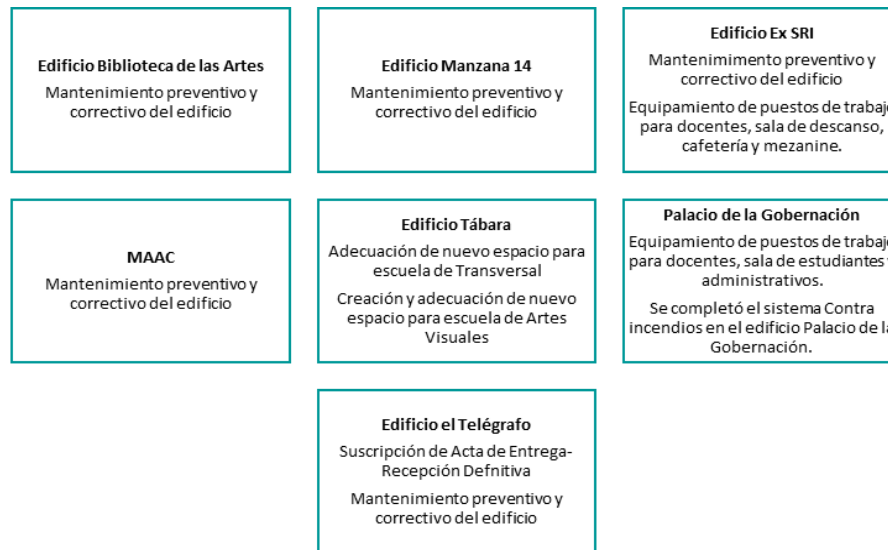 Edificio Biblioteca de las Artes
Mantenimiento preventivo y
correctivo del edificio
Edificio Manzana 14
Mantenimiento preventivo y
correctivo del edificio
Edificio Ex SRI
Mantenimimento preventivo y
correctivo del edificio
Equipamiento de puestos de trabajo
para docentes, sala de descanso,
cafetería y mezanine.
MAAC
Mantenimiento preventivo y
correctivo del edificio
Edificio Tábara
Adecuación de nuevo espacio para
escuela de Transversal
Creación y adecuación de nuevo
espacio para escuela de Artes
Visuales
Palacio de la Gobernación
Equipamiento de puestos de trabajo
para docentes, sala de estudiantes y
administrativos.
Se completó el sistema Contra
incendios en el edificio Palacio de la
Gobernación.
Edificio el Telégrafo
Suscripción de Acta de Entrega-
Recepción Defnitiva
Mantenimiento preventivo y
correctivo del edificio